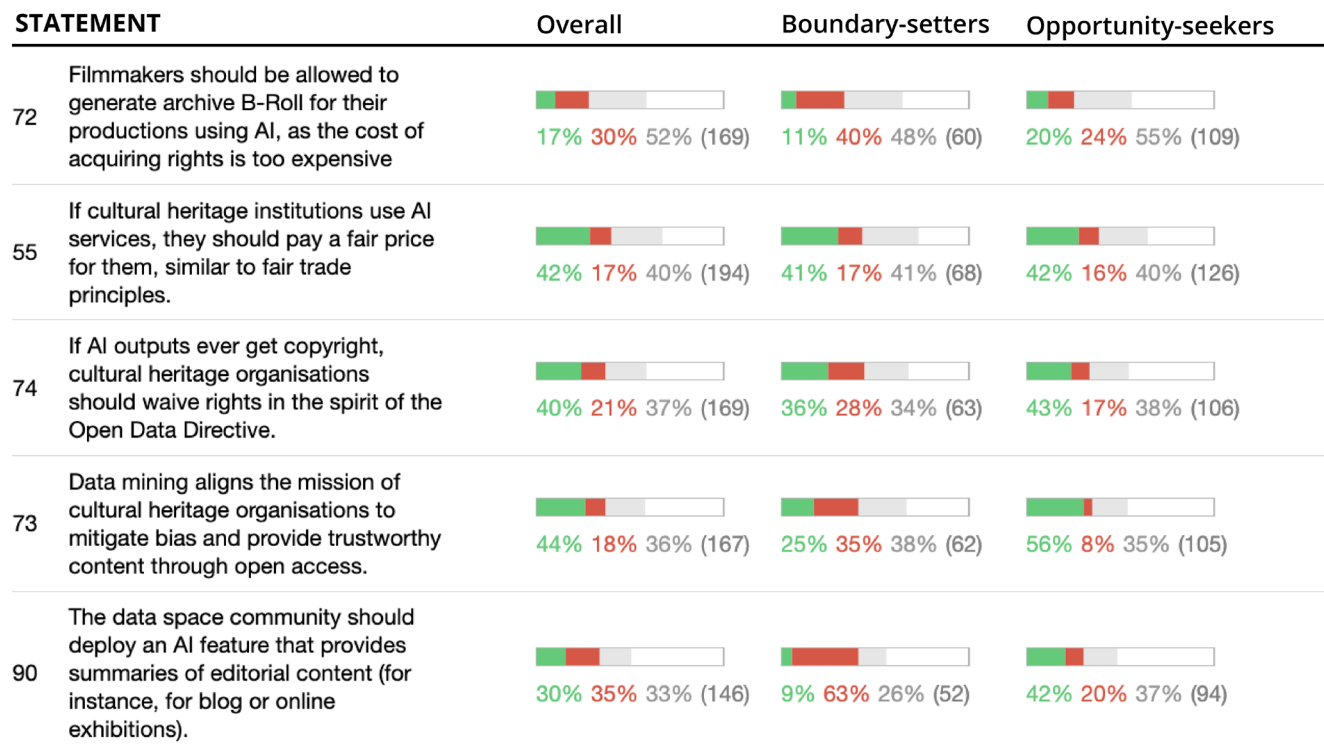 STATEMENT Overall Boundary-setters Opportunity-seekers
72
Filmmakers should be allowed to
generate archive B-Roll for their
productions using AI, as the cost of
acquiring rights is too expensive
17% 30% 52% (169)
11% 40% 48% (60)
20% 24% 55% (109)
55
If cultural heritage institutions use AI
services, they should pay a fair price
for them, similar to fair trade
principles.
42% 17% 40% (194)
41% 17% 41% (68)
42% 16% 40% (126)
74
If AI outputs ever get copyright,
cultural heritage organisations
should waive rights in the spirit of the
Open Data Directive.
40% 21% 37% (169)
36% 28% 34% (63)
43% 17% 38% (106)
73
Data mining aligns the mission of
cultural heritage organisations to
mitigate bias and provide trustworthy
content through open access.
44% 18% 36% (167)
25% 35% 38% (62)
56% 8% 35% (105)
90
The data space community should
deploy an AI feature that provides
summaries of editorial content (for
instance, for blog or online
exhibitions).
30% 35% 33% (146)
9% 63% 26% (52)
42% 20% 37% (94)